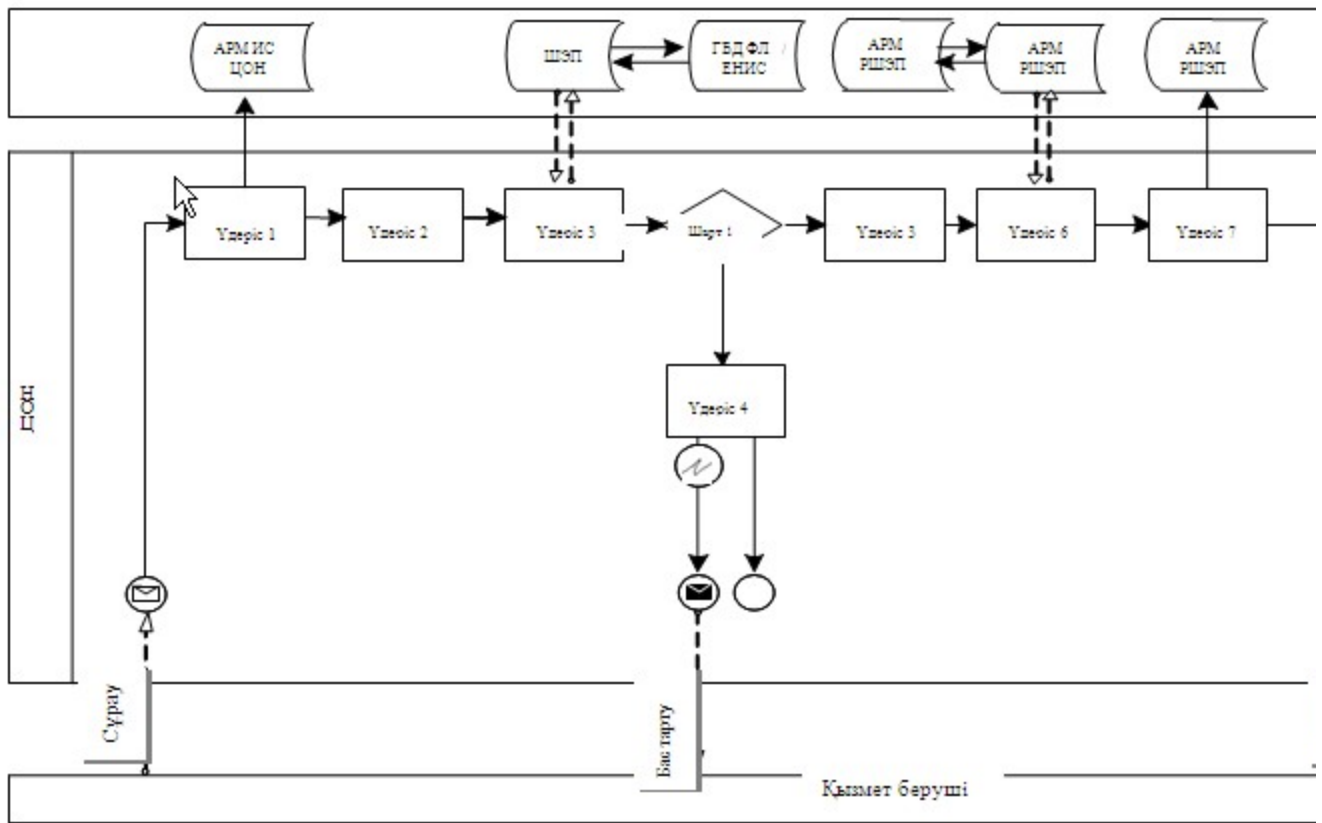 АРМ ИС
ЦОН
ШЭП
ГБД ФЛ /
ЕНИС
АРМ
РШЭП
АРМ
РШЭП
АРМ
РШЭП
Үдеріс 1
Үдеріс 2
Үдеріс 3
Шарт 1
Үдеріс 3
Үдеріс 6
Үдеріс 7
Үдеріс 4
ЦОН
Сұрау
Бас тарту
Қызмет беруші